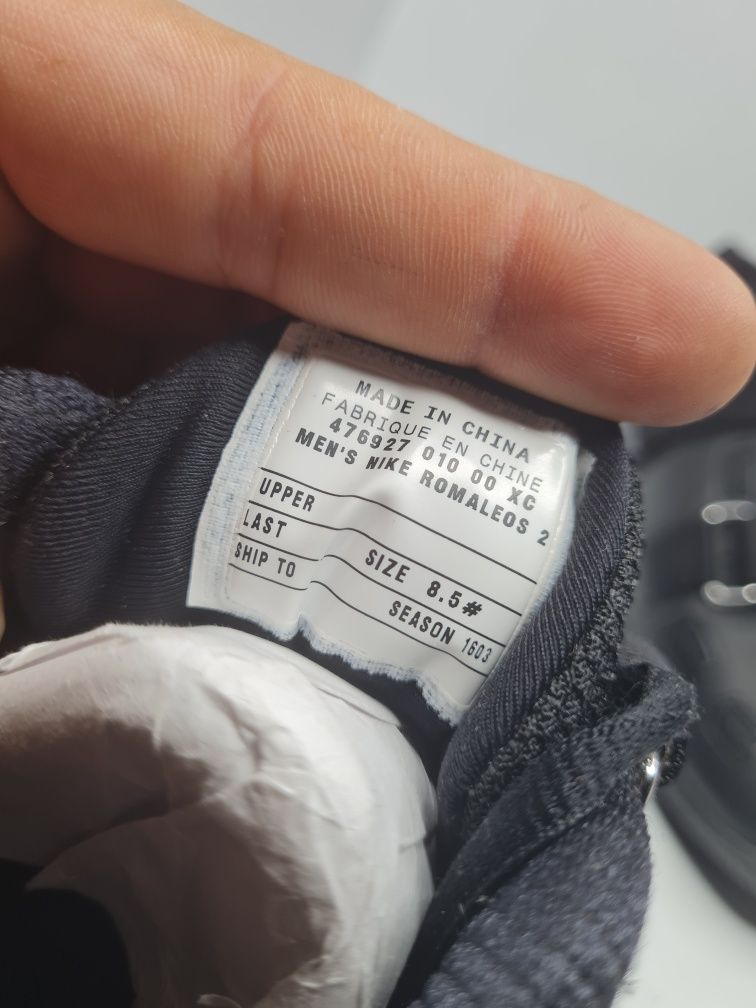 MADE IN CHINA
FABRIQUE EN CHINE
476927 010 00 XC
MEN'S NIKE ROMALEOS 2
UPPER
LAST
SIZE 8.5#
SHIP TO
SEASON 1603